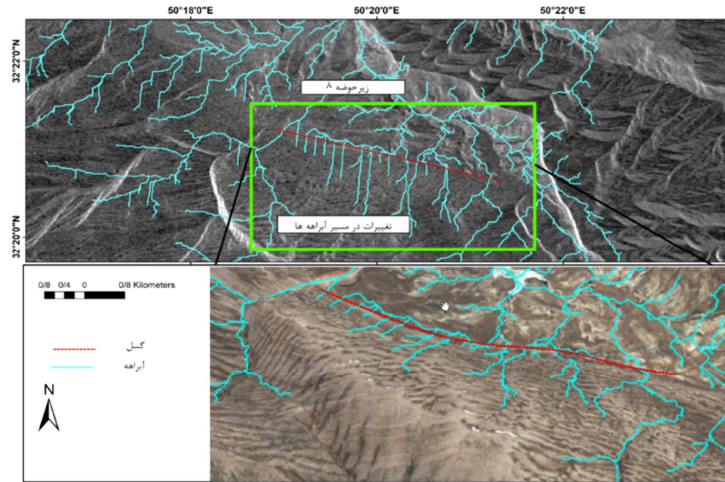 50°18'0"E
50°20'0"E
50°22'0"E
32°22'0"N
زیرحوضه ۸
تغییرات در مسیر آبراهه ها
32°20'0"N
0/8 0/4 0 0/8 Kilometers
گسل
آبراهه
N